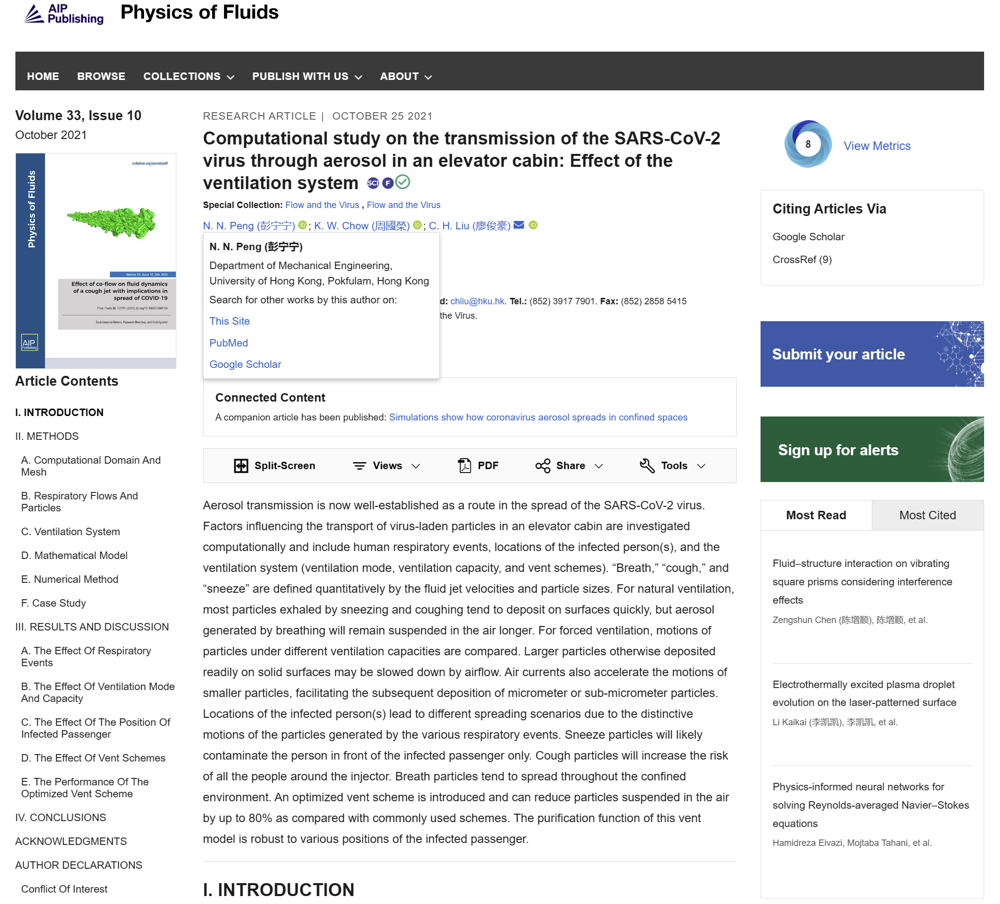 AIP
Publishing
Physics of Fluids
HOME BROWSE COLLECTIONS PUBLISH WITH US ABOUT
Volume 33, Issue 10
October 2021
scitation.org/journal/phf
Physics of Fluids
Volume 33, Issue 10, Oct. 2021
Effect of co-flow on fluid dynamics
of a cough jet with implications in
spread of COVID-19
Phys. Fluids 33, 101701 (2021); doi.org/10.1063/5.0064104
Sachidananda Behera, Rajneesh Bhardwaj, and Amit Agrawal
AIP
Publishing
Article Contents
I. INTRODUCTION
II. METHODS
A. Computational Domain And
Mesh
B. Respiratory Flows And
Particles
C. Ventilation System
D. Mathematical Model
E. Numerical Method
F. Case Study
III. RESULTS AND DISCUSSION
A. The Effect Of Respiratory
Events
B. The Effect Of Ventilation Mode
And Capacity
C. The Effect Of The Position Of
Infected Passenger
D. The Effect Of Vent Schemes
E. The Performance Of The
Optimized Vent Scheme
IV. CONCLUSIONS
ACKNOWLEDGMENTS
AUTHOR DECLARATIONS
Conflict Of Interest
RESEARCH ARTICLE | OCTOBER 25 2021
Computational study on the transmission of the SARS-CoV-2
virus through aerosol in an elevator cabin: Effect of the
ventilation system SCI F
Special Collection: Flow and the Virus , Flow and the Virus
N. N. Peng (彭宁宁) iD ; K. W. Chow (周國榮) iD ; C. H. Liu (廖俊豪) iD
N. N. Peng (彭宁宁)
Department of Mechanical Engineering,
University of Hong Kong, Pokfulam, Hong Kong
Search for other works by this author on:
This Site
PubMed
Google Scholar
d: chliu@hku.hk. Tel.: (852) 3917 7901. Fax: (852) 2858 5415
the Virus.
Connected Content
A companion article has been published: Simulations show how coronavirus aerosol spreads in confined spaces
Split-Screen Views PDF Share Tools
Aerosol transmission is now well-established as a route in the spread of the SARS-CoV-2 virus.
Factors influencing the transport of virus-laden particles in an elevator cabin are investigated
computationally and include human respiratory events, locations of the infected person(s), and the
ventilation system (ventilation mode, ventilation capacity, and vent schemes). “Breath,” “cough,” and
“sneeze” are defined quantitatively by the fluid jet velocities and particle sizes. For natural ventilation,
most particles exhaled by sneezing and coughing tend to deposit on surfaces quickly, but aerosol
generated by breathing will remain suspended in the air longer. For forced ventilation, motions of
particles under different ventilation capacities are compared. Larger particles otherwise deposited
readily on solid surfaces may be slowed down by airflow. Air currents also accelerate the motions of
smaller particles, facilitating the subsequent deposition of micrometer or sub-micrometer particles.
Locations of the infected person(s) lead to different spreading scenarios due to the distinctive
motions of the particles generated by the various respiratory events. Sneeze particles will likely
contaminate the person in front of the infected passenger only. Cough particles will increase the risk
of all the people around the injector. Breath particles tend to spread throughout the confined
environment. An optimized vent scheme is introduced and can reduce particles suspended in the air
by up to 80% as compared with commonly used schemes. The purification function of this vent
model is robust to various positions of the infected passenger.
I. INTRODUCTION
8
View Metrics
Citing Articles Via
Google Scholar
CrossRef (9)
Submit your article
Sign up for alerts
Most Read Most Cited
Fluid–structure interaction on vibrating
square prisms considering interference
effects
Zengshun Chen (陈增顺), 陈增顺, et al.
Electrothermally excited plasma droplet
evolution on the laser-patterned surface
Li Kaikai (李凯凯), 李凯凯, et al.
Physics-informed neural networks for
solving Reynolds-averaged Navier–Stokes
equations
Hamidreza Eivazi, Mojtaba Tahani, et al.